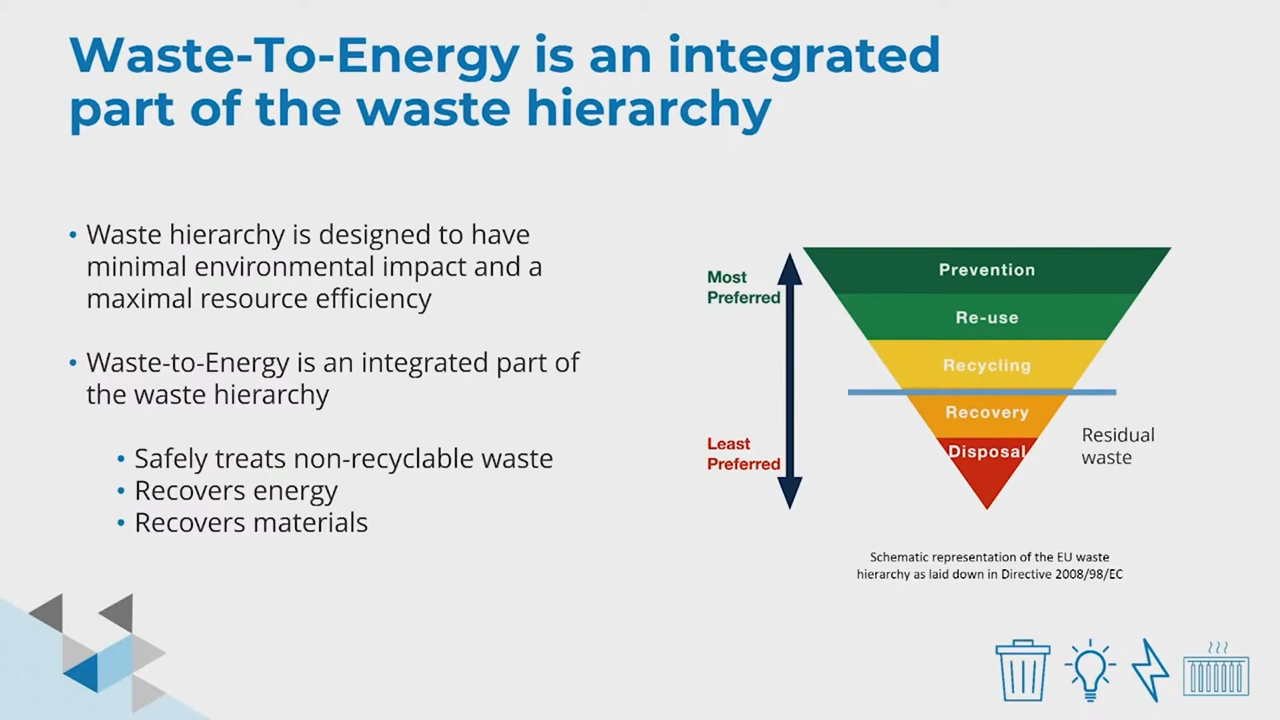 Waste-To-Energy is an integrated
part of the waste hierarchy
• Waste hierarchy is designed to have
minimal environmental impact and a
maximal resource efficiency
• Waste-to-Energy is an integrated part of
the waste hierarchy
• Safely treats non-recyclable waste
• Recovers energy
• Recovers materials
Most
Preferred
Least
Preferred
Prevention
Re-use
Recycling
Recovery
Disposal
Residual
waste
Schematic representation of the EU waste
hierarchy as laid down in Directive 2008/98/EC